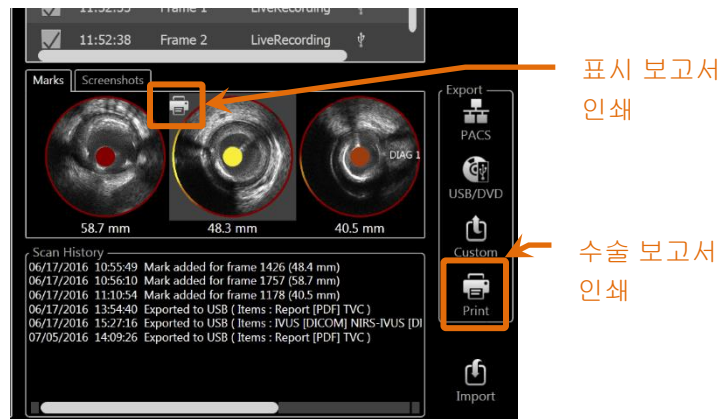 11:52:33 Frame 1 LiveRecording
11:52:38 Frame 2 LiveRecording
Marks Screenshots
DIAG 1
58.7 mm 48.3 mm 40.5 mm
Scan History
06/17/2016 10:55:49 Mark added for frame 1426 (48.4 mm)
06/17/2016 10:56:10 Mark added for frame 1757 (58.7 mm)
06/17/2016 11:10:54 Mark added for frame 1178 (40.5 mm)
06/17/2016 13:54:40 Exported to USB ( Items : Report [PDF] TVC )
06/17/2016 15:27:16 Exported to USB ( Items : IVUS [DICOM] NIRS-IVUS [DI
07/05/2016 14:09:26 Exported to USB ( Items : Report [PDF] TVC )
Export
PACS
USB/DVD
Custom
Print
Import
표시 보고서
인쇄
수술 보고서
인쇄